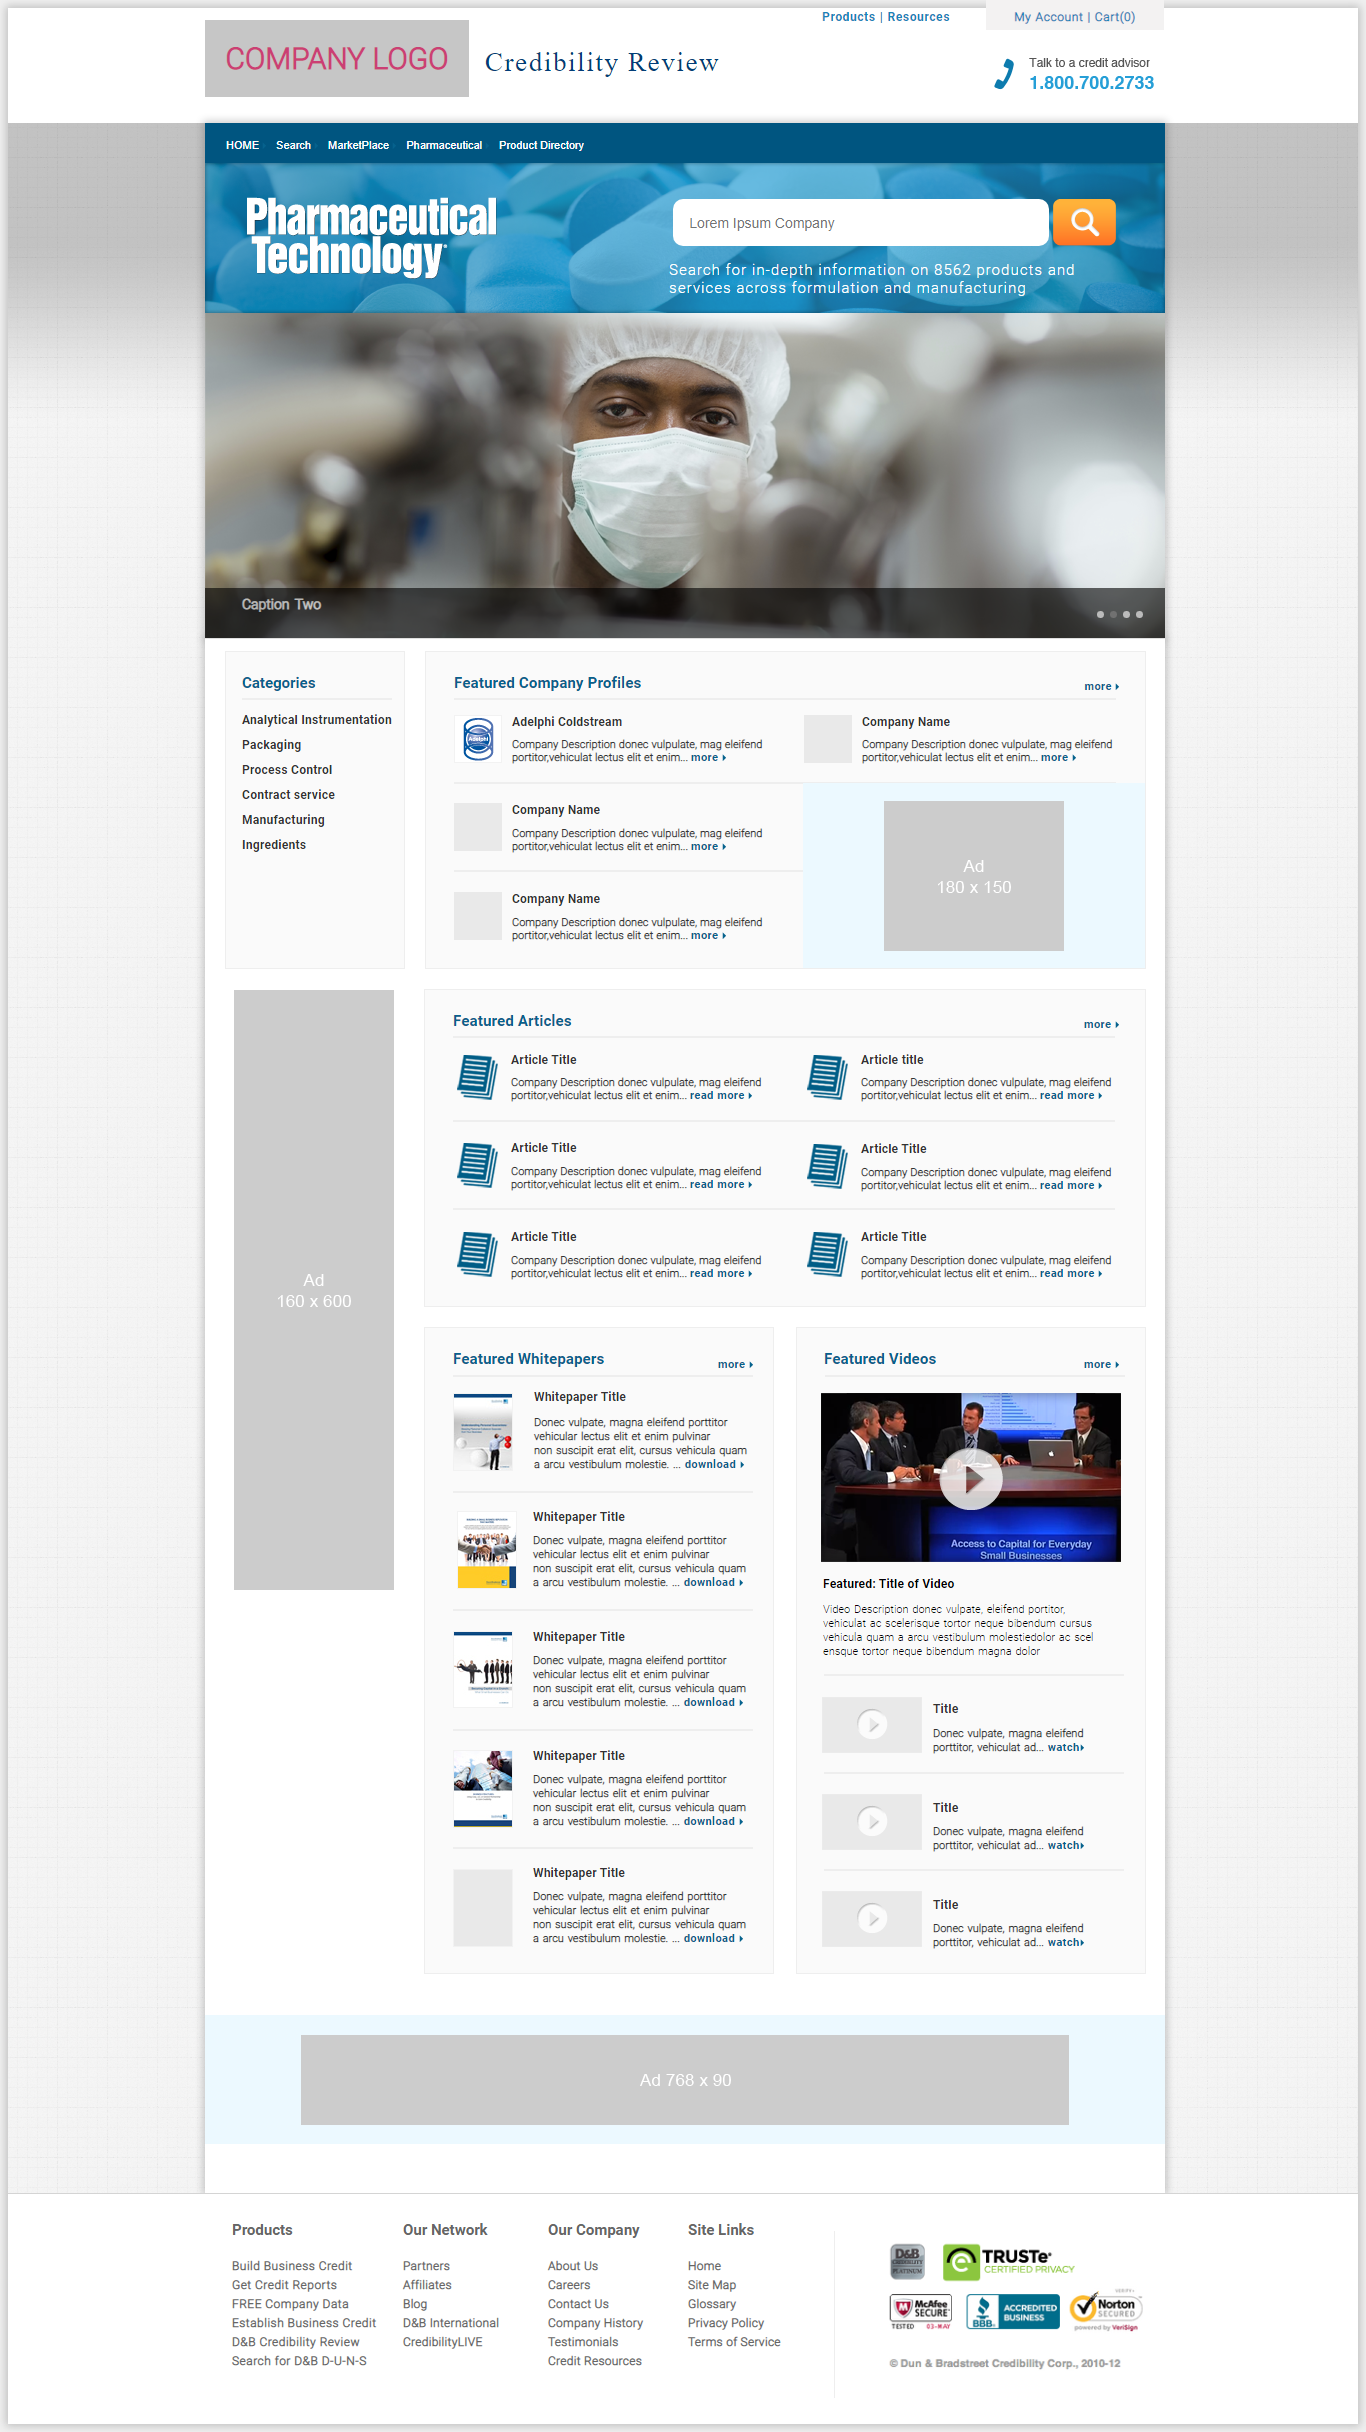 Products | Resources
My Account | Cart(0)
COMPANY LOGO
Credibility Review
Talk to a credit advisor
1.800.700.2733
HOME Search MarketPlace Pharmaceutical Product Directory
Pharmaceutical
Technology
Lorem Ipsum Company
Search for in-depth information on 8562 products and
services across formulation and manufacturing
Caption Two
Categories
Analytical Instrumentation
Packaging
Process Control
Contract service
Manufacturing
Ingredients
Featured Company Profiles
more
Adelphi
Adelphi Coldstream
Company Description donec vulputate, mag eleifend
portitor,vehiculat lectus elit et enim... more
Company Name
Company Description donec vulpulate, mag eleifend
portitor,vehiculat lectus elit et enim... more
Company Name
Company Description donec vulpulate, mag eleifend
portitor,vehiculat lectus elit et enim... more
Company Name
Company Description donec vulpulate, mag eleifend
portitor,vehiculat lectus elit et enim... more
Ad
180 x 150
Ad
160 x 600
Featured Articles
more
Article Title
Company Description donec vulpulate, mag eleifend
portitor,vehiculat lectus elit et enim... read more
Article title
Company Description donec vulpulate, mag eleifend
portitor,vehiculat lectus elit et enim... read more
Article Title
Company Description donec vulpulate, mag eleifend
portitor,vehiculat lectus elit et enim... read more
Article Title
Company Description donec vulpulate, mag eleifend
portitor,vehiculat lectus elit et enim... read more
Article Title
Company Description donec vulpulate, mag eleifend
portitor,vehiculat lectus elit et enim... read more
Article Title
Company Description donec vulpulate, mag eleifend
portitor,vehiculat lectus elit et enim... read more
Featured Whitepapers
more
Whitepaper Title
Donec vulpate, magna eleifend porttitor
vehicular lectus elit et enim pulvinar
non suscipit erat elit, cursus vehicula quam
a arcu vestibulum molestie. ... download
Whitepaper Title
Donec vulpate, magna eleifend porttitor
vehicular lectus elit et enim pulvinar
non suscipit erat elit, cursus vehicula quam
a arcu vestibulum molestie. ... download
Whitepaper Title
Donec vulpate, magna eleifend porttitor
vehicular lectus elit et enim pulvinar
non suscipit erat elit, cursus vehicula quam
a arcu vestibulum molestie. ... download
Whitepaper Title
Donec vulpate, magna eleifend porttitor
vehicular lectus elit et enim pulvinar
non suscipit erat elit, cursus vehicula quam
a arcu vestibulum molestie. ... download
Whitepaper Title
Donec vulpate, magna eleifend porttitor
vehicular lectus elit et enim pulvinar
non suscipit erat elit, cursus vehicula quam
a arcu vestibulum molestie. ... download
Featured Videos
more
Access to Capital for Everyday
Small Businesses
Featured: Title of Video
Video Description donec vulpate, eleifend portitor,
vehiculat ac scelerisque tortor neque bibendum cursus
vehicula quam a arcu vestibulum molestiedolor ac scel
ensque tortor neque bibendum magna dolor
Title
Donec vulpate, magna eleifend
porttitor, vehiculat ad... watch
Title
Donec vulpate, magna eleifend
porttitor, vehiculat ad... watch
Title
Donec vulpate, magna eleifend
porttitor, vehiculat ad... watch
Ad 768 x 90
Products
Build Business Credit
Get Credit Reports
FREE Company Data
Establish Business Credit
D&B Credibility Review
Search for D&B D-U-N-S
Our Network
Partners
Affiliates
Blog
D&B International
CredibilityLIVE
Our Company
About Us
Careers
Contact Us
Company History
Testimonials
Credit Resources
Site Links
Home
Site Map
Glossary
Privacy Policy
Terms of Service
D&B
CREDIBILITY
PLATINUM
TRUSTe
CERTIFIED PRIVACY
McAfee
SECURE
TESTED 03-MAY
BBB
ACCREDITED
BUSINESS
VERIFY
Norton
SECURED
powered by VeriSign
© Dun & Bradstreet Credibility Corp., 2010-12